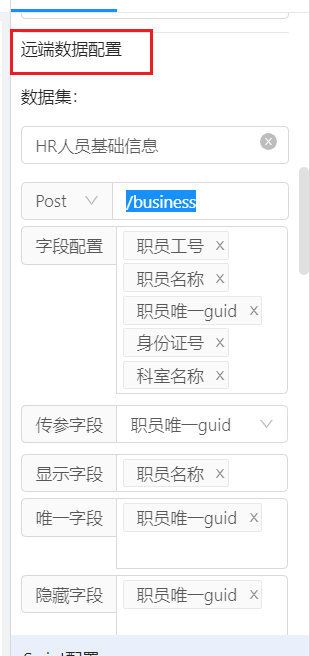 远端数据配置
数据集：
HR人员基础信息
Post /business
字段配置 职员工号 x
职员名称 x
职员唯一guid x
身份证号 x
科室名称 x
传参字段 职员唯一guid
显示字段 职员名称 x
唯一字段 职员唯一guid x
隐藏字段 职员唯一guid x